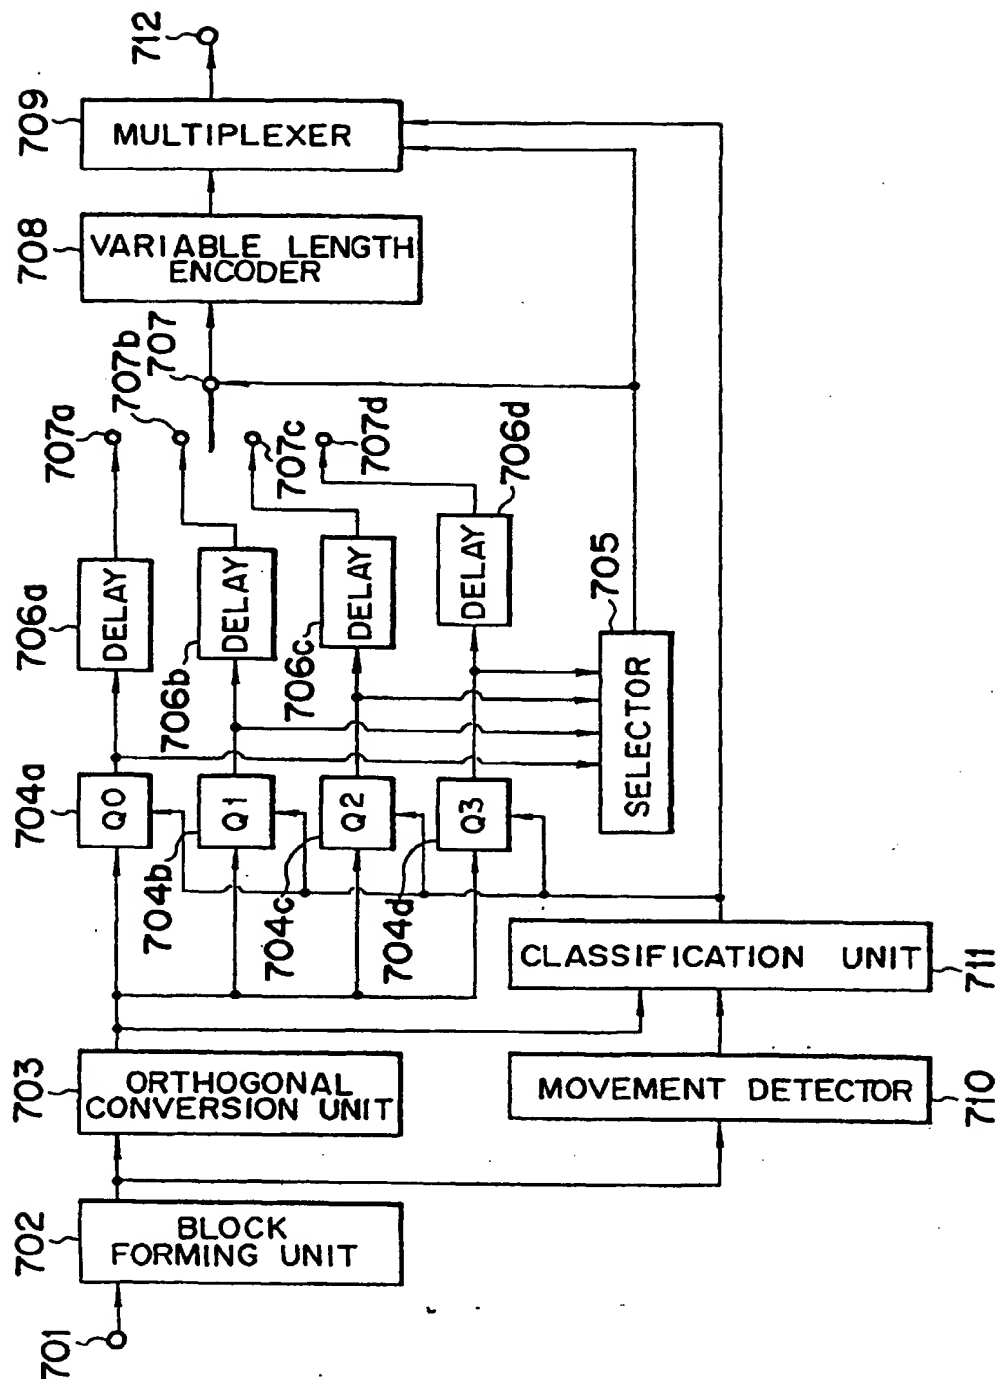 712
709
MULTIPLEXER
708
VARIABLE LENGTH
ENCODER
707a
707b
707
707c
707d
706a
DELAY
706b
DELAY
706c
DELAY
706d
DELAY
705
SELECTOR
704a
Q0
704b
Q1
704c
Q2
704d
Q3
CLASSIFICATION UNIT
711
703
ORTHOGONAL
CONVERSION UNIT
MOVEMENT DETECTOR
710
702
BLOCK
FORMING UNIT
701